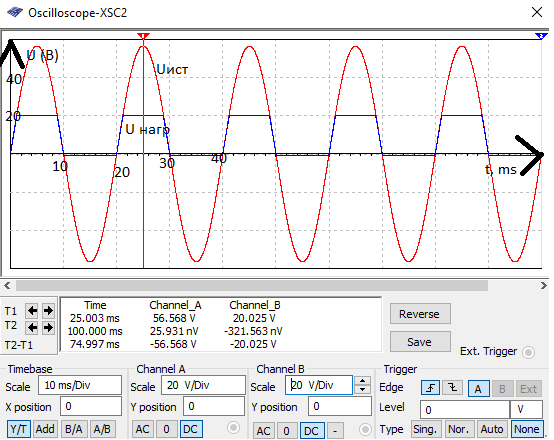 Oscilloscope-XSC2
U (В)
40
Uист
20
U нагр
10
20
30
40
t, ms
T1
T2
T2-T1
Time Channel_A Channel_B
25.003 ms 56.568 V 20.025 V
100.000 ms 25.931 nV -321.563 nV
74.997 ms -56.568 V -20.025 V
Reverse
Save
Ext. Trigger
Timebase
Scale 10 ms/Div
X position 0
Y/T Add B/A A/B
Channel A
Scale 20 V/Div
Y position 0
AC 0 DC
Channel B
Scale 20 V/Div
Y position 0
AC 0 DC -
Trigger
Edge A B Ext
Level 0 V
Type Sing. Nor. Auto None